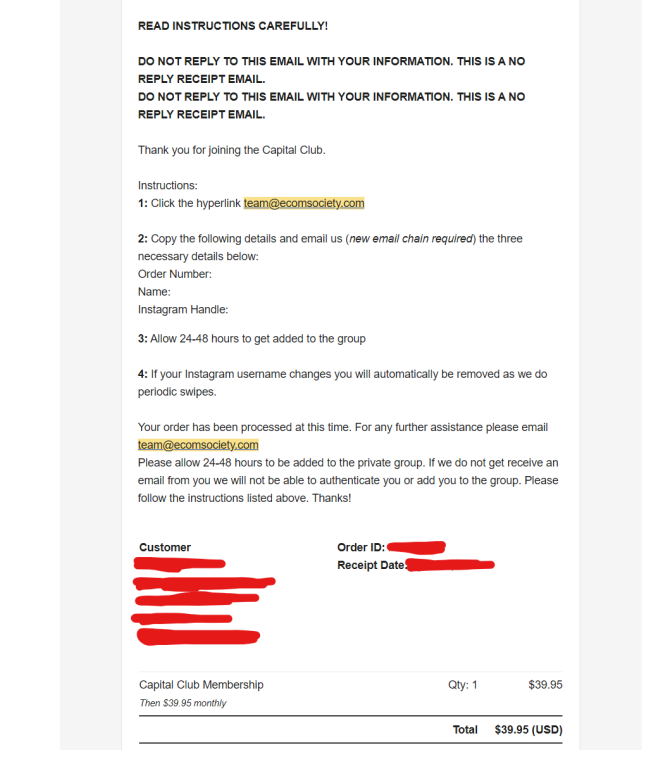 READ INSTRUCTIONS CAREFULLY!
DO NOT REPLY TO THIS EMAIL WITH YOUR INFORMATION. THIS IS A NO
REPLY RECEIPT EMAIL.
DO NOT REPLY TO THIS EMAIL WITH YOUR INFORMATION. THIS IS A NO
REPLY RECEIPT EMAIL.
Thank you for joining the Capital Club.
Instructions:
1: Click the hyperlink team@ecomsociety.com
2: Copy the following details and email us (new email chain required) the three
necessary details below:
Order Number:
Name:
Instagram Handle:
3: Allow 24-48 hours to get added to the group
4: If your Instagram username changes you will automatically be removed as we do
periodic swipes.
Your order has been processed at this time. For any further assistance please email
team@ecomsociety.com
Please allow 24-48 hours to be added to the private group. If we do not get receive an
email from you we will not be able to authenticate you or add you to the group. Please
follow the instructions listed above. Thanks!
Customer Order ID:
Receipt Date:
Capital Club Membership Qty: 1 $39.95
Then $39.95 monthly
Total $39.95 (USD)